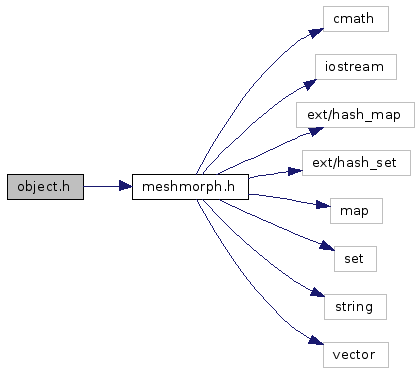 object.h
meshmorph.h
cmath
iostream
ext/hash_map
ext/hash_set
map
set
string
vector